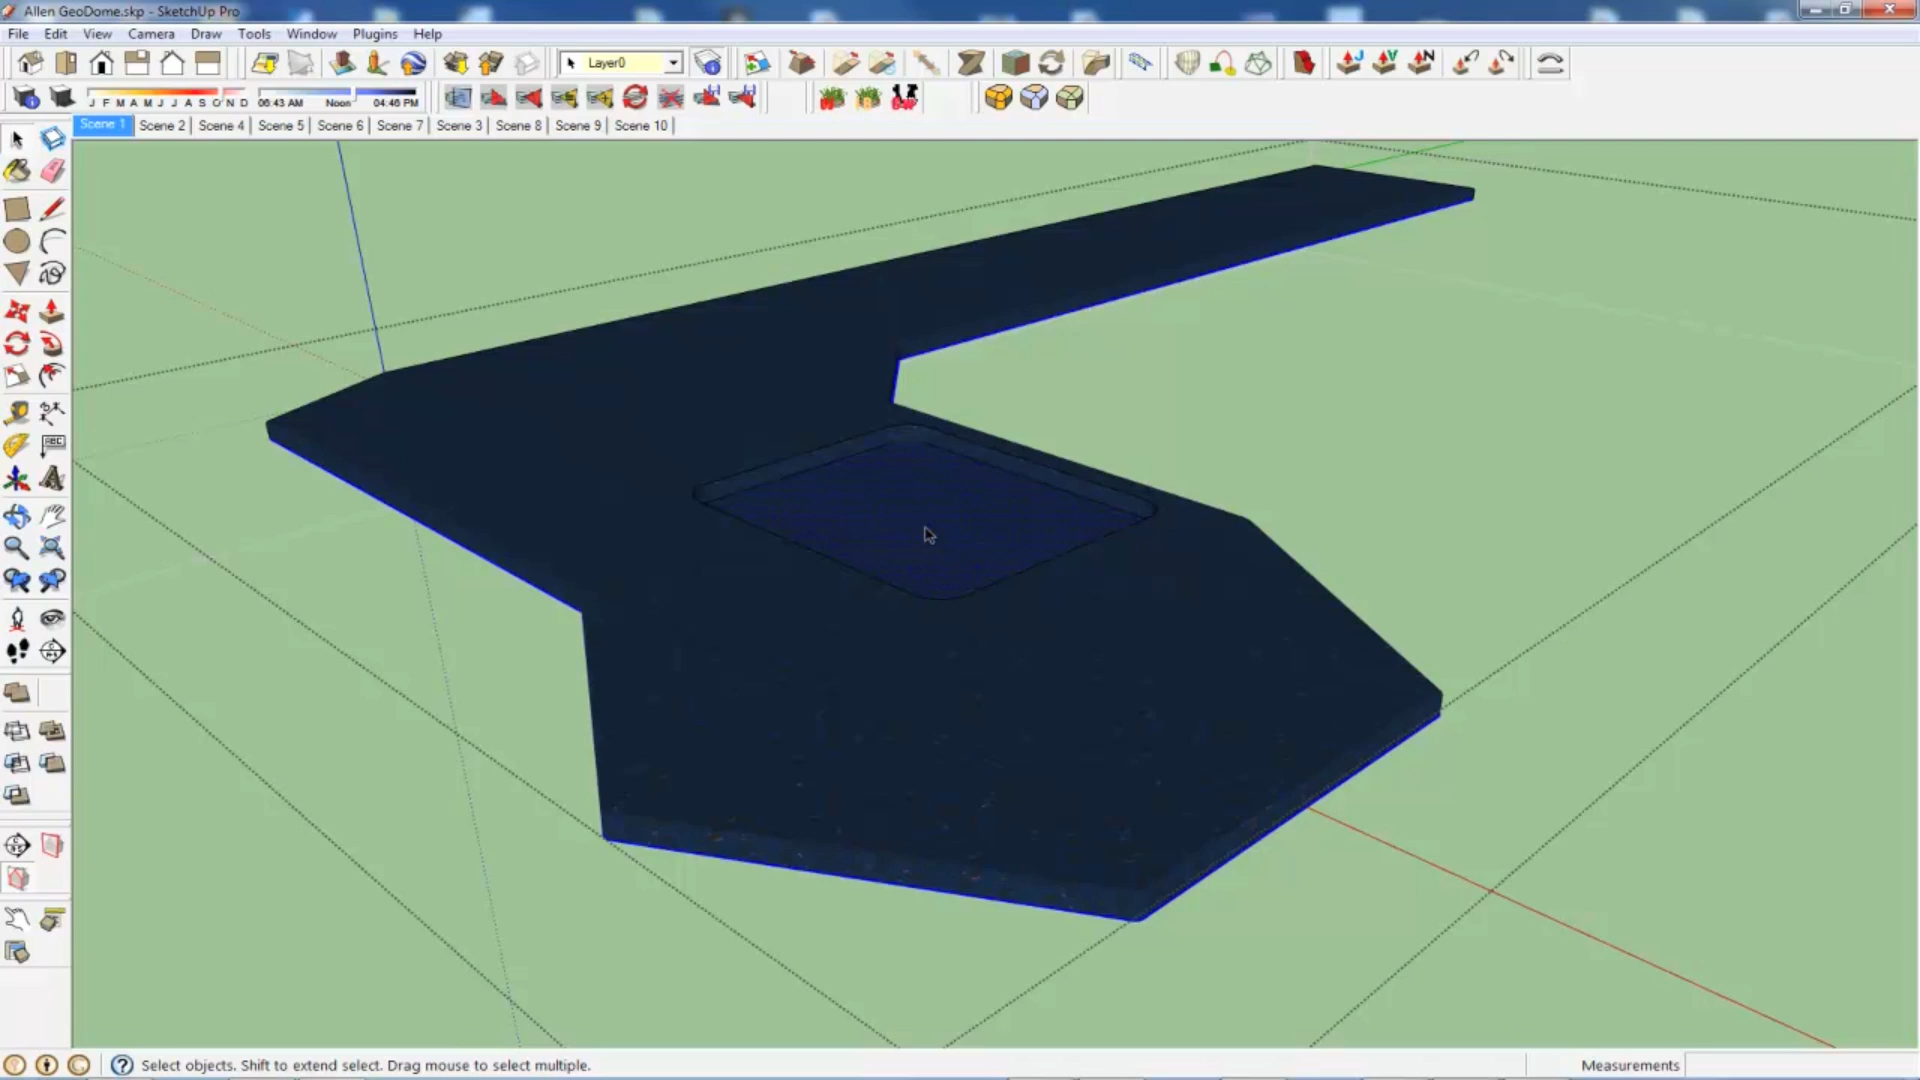 Allen GeoDome.skp - SketchUp Pro
File Edit View Camera Draw Tools Window Plugins Help
Layer0
J V N
J F M A M J J A S O N D 06:43 AM Noon 04:46 PM
Scene 1 Scene 2 Scene 4 Scene 5 Scene 6 Scene 7 Scene 3 Scene 8 Scene 9 Scene 10
ABC
Select objects. Shift to extend select. Drag mouse to select multiple. Measurements